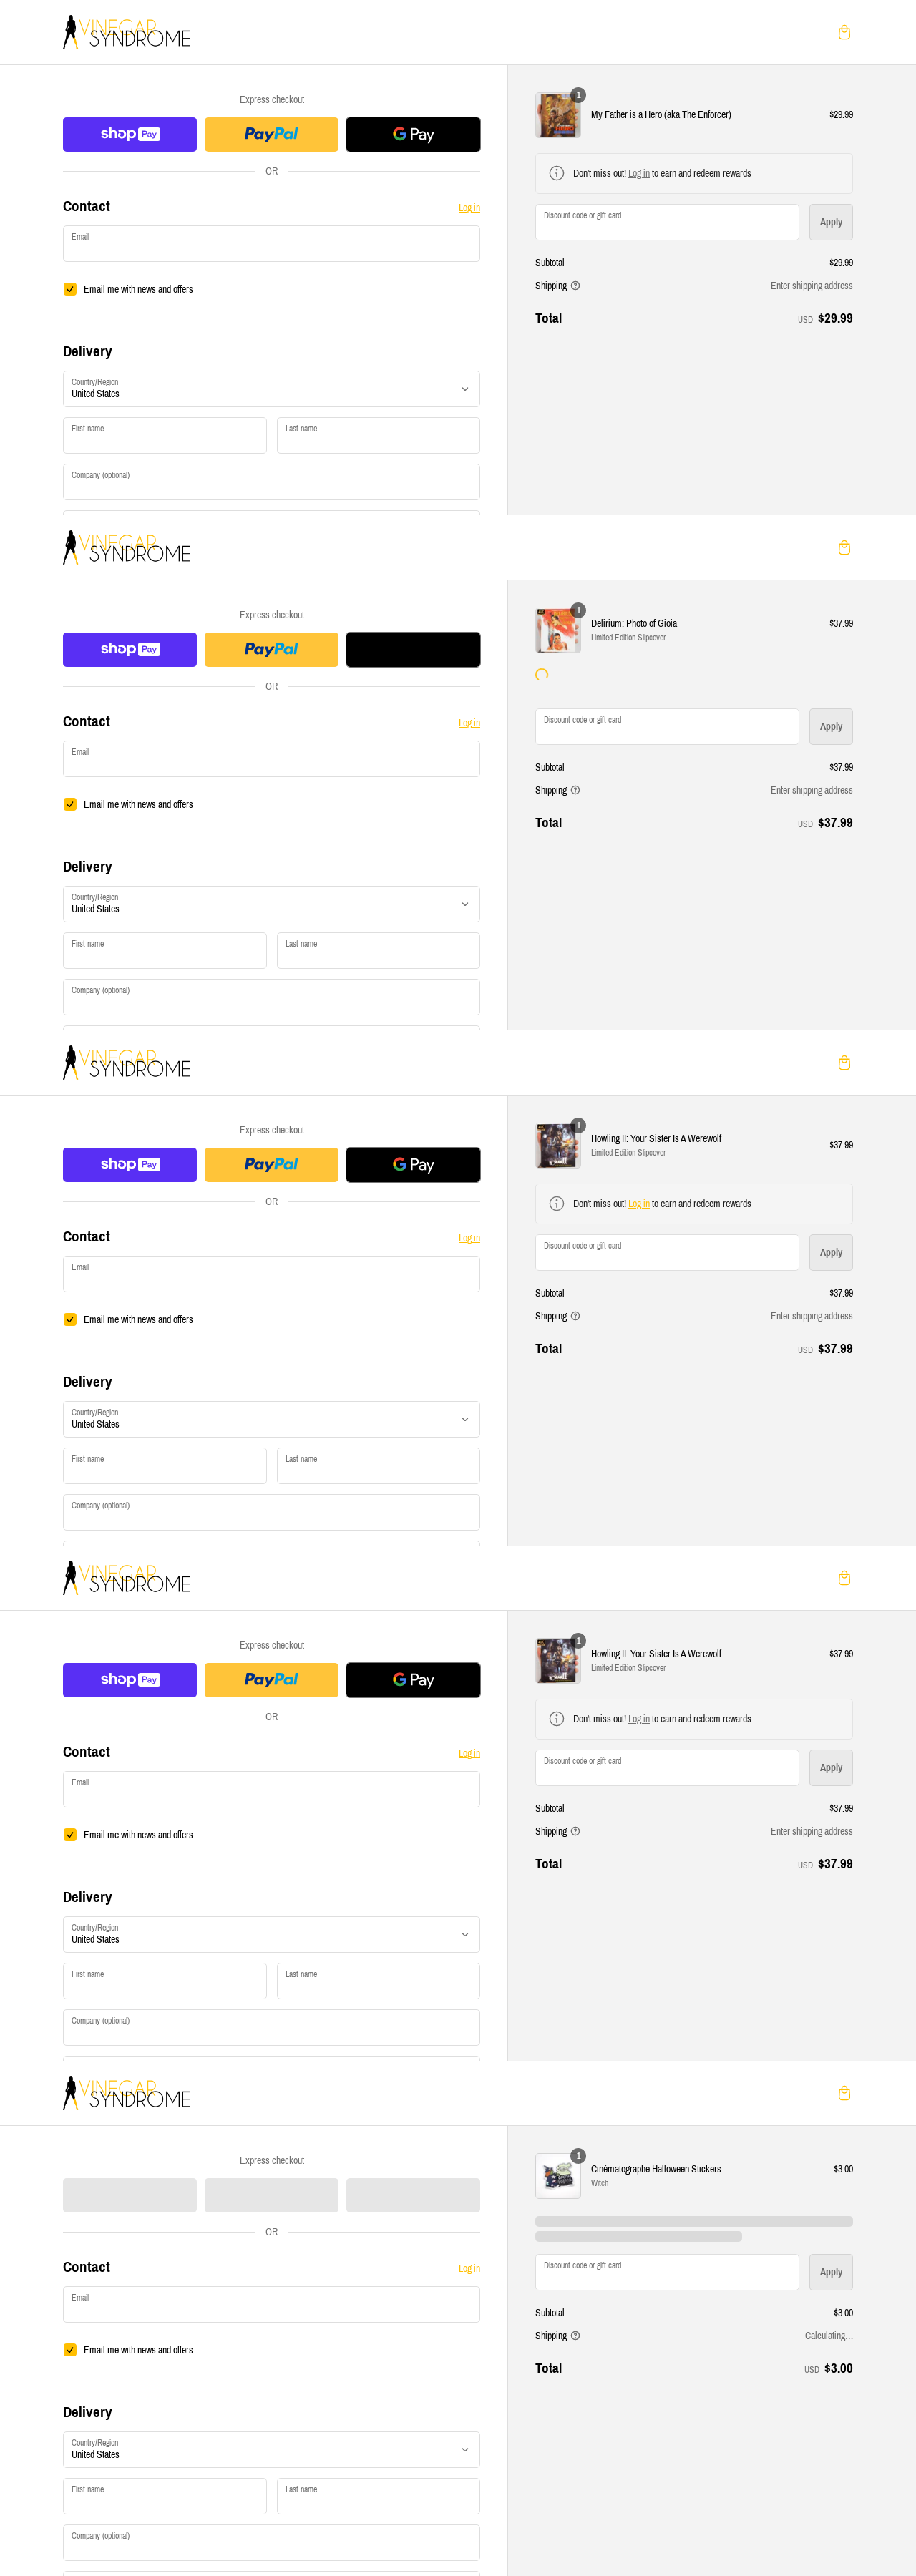 VINEGAR
SYNDROME
Express checkout
shop Pay
PayPal
G Pay
OR
Contact
Log in
Email
Email me with news and offers
Delivery
Country/Region
United States
First name
Last name
Company (optional)
1
My Father is a Hero (aka The Enforcer)
$29.99
Don't miss out! Log in to earn and redeem rewards
Discount code or gift card
Apply
Subtotal
$29.99
Shipping
Enter shipping address
Total
USD $29.99
VINEGAR
SYNDROME
Express checkout
shop Pay
PayPal
OR
Contact
Log in
Email
Email me with news and offers
Delivery
Country/Region
United States
First name
Last name
Company (optional)
1
Delirium: Photo of Gioia
Limited Edition Slipcover
$37.99
Discount code or gift card
Apply
Subtotal
$37.99
Shipping
Enter shipping address
Total
USD $37.99
VINEGAR
SYNDROME
Express checkout
shop Pay
PayPal
G Pay
OR
Contact
Log in
Email
Email me with news and offers
Delivery
Country/Region
United States
First name
Last name
Company (optional)
1
Howling II: Your Sister Is A Werewolf
Limited Edition Slipcover
$37.99
Don't miss out! Log in to earn and redeem rewards
Discount code or gift card
Apply
Subtotal
$37.99
Shipping
Enter shipping address
Total
USD $37.99
VINEGAR
SYNDROME
Express checkout
shop Pay
PayPal
G Pay
OR
Contact
Log in
Email
Email me with news and offers
Delivery
Country/Region
United States
First name
Last name
Company (optional)
1
Howling II: Your Sister Is A Werewolf
Limited Edition Slipcover
$37.99
Don't miss out! Log in to earn and redeem rewards
Discount code or gift card
Apply
Subtotal
$37.99
Shipping
Enter shipping address
Total
USD $37.99
VINEGAR
SYNDROME
Express checkout
OR
Contact
Log in
Email
Email me with news and offers
Delivery
Country/Region
United States
First name
Last name
Company (optional)
1
Cinématographe Halloween Stickers
Witch
$3.00
Discount code or gift card
Apply
Subtotal
$3.00
Shipping
Calculating...
Total
USD $3.00